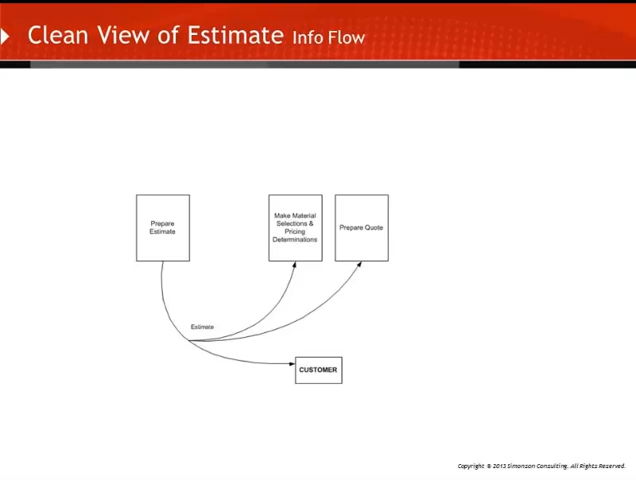 Clean View of Estimate Info Flow
Prepare
Estimate
Make Material
Selections &
Pricing
Determinations
Prepare Quote
Estimate
CUSTOMER
Copyright © 2013 Simonson Consulting. All Rights Reserved.